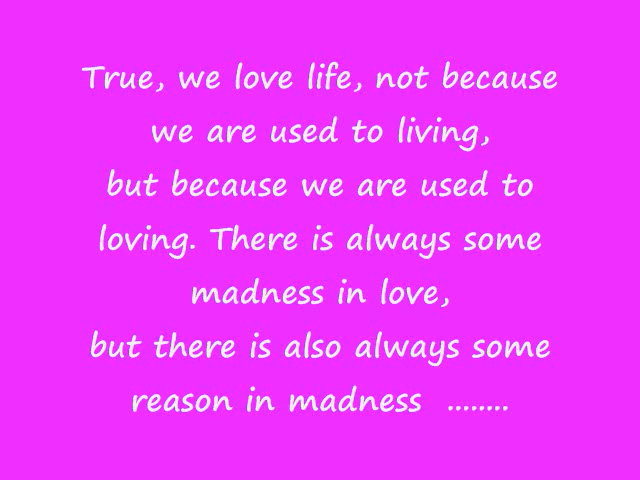 True, we love life, not because
we are used to living,
but because we are used to
loving. There is always some
madness in love,
but there is also always some
reason in madness  ........